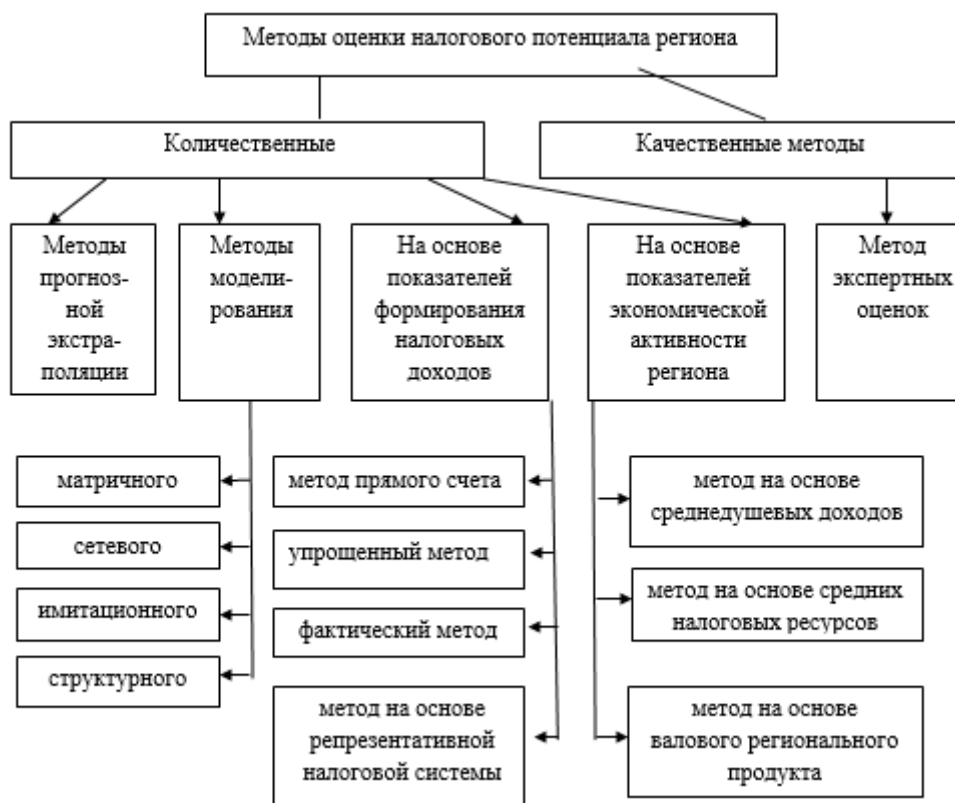 Методы оценки налогового потенциала региона
Количественные
Качественные методы
Методы
прогноз-
ной
экстра-
поляции
Методы
модели-
рования
На основе
показателей
формирования
налоговых
доходов
На основе
показателей
экономической
активности
региона
Метод
экспертных
оценок
матричного
сетевого
имитационного
структурного
метод прямого счета
упрощенный метод
фактический метод
метод на основе
репрезентативной
налоговой системы
метод на основе
среднедушевых доходов
метод на основе средних
налоговых ресурсов
метод на основе
валового регионального
продукта